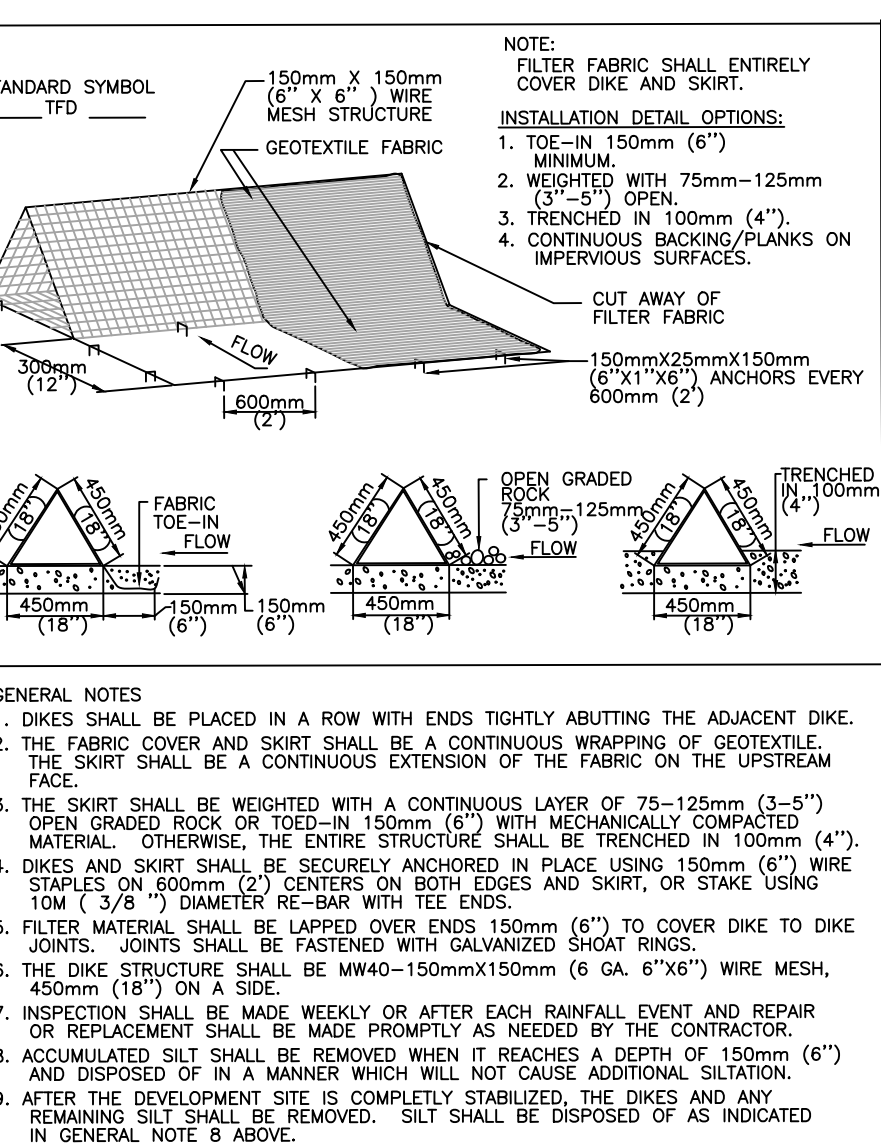 TANDARD SYMBOL
TFD
150mm X 150mm
(6'' X 6'' ) WIRE
MESH STRUCTURE
GEOTEXTILE FABRIC
NOTE:
FILTER FABRIC SHALL ENTIRELY
COVER DIKE AND SKIRT.
INSTALLATION DETAIL OPTIONS:
1. TOE-IN 150mm (6'')
MINIMUM.
2. WEIGHTED WITH 75mm-125mm
(3''-5'') OPEN.
3. TRENCHED IN 100mm (4'').
4. CONTINUOUS BACKING/PLANKS ON
IMPERVIOUS SURFACES.
CUT AWAY OF
FILTER FABRIC
FLOW
300mm
(12'')
600mm
(2')
150mmX25mmX150mm
(6''X1''X6'') ANCHORS EVERY
600mm (2')
450mm
(18'')
FABRIC
TOE-IN
FLOW
450mm
(18'')
150mm
(6'')
150mm
(6'')
450mm
(18'')
450mm
(18'')
OPEN GRADED
ROCK
75mm-125mm
(3''-5'')
FLOW
450mm
(18'')
450mm
(18'')
450mm
(18'')
TRENCHED
IN 100mm
(4'')
FLOW
450mm
(18'')
GENERAL NOTES
. DIKES SHALL BE PLACED IN A ROW WITH ENDS TIGHTLY ABUTTING THE ADJACENT DIKE.
2. THE FABRIC COVER AND SKIRT SHALL BE A CONTINUOUS WRAPPING OF GEOTEXTILE.
THE SKIRT SHALL BE A CONTINUOUS EXTENSION OF THE FABRIC ON THE UPSTREAM
FACE.
3. THE SKIRT SHALL BE WEIGHTED WITH A CONTINUOUS LAYER OF 75-125mm (3-5'')
OPEN GRADED ROCK OR TOED-IN 150mm (6'') WITH MECHANICALLY COMPACTED
MATERIAL. OTHERWISE, THE ENTIRE STRUCTURE SHALL BE TRENCHED IN 100mm (4'').
4. DIKES AND SKIRT SHALL BE SECURELY ANCHORED IN PLACE USING 150mm (6'') WIRE
STAPLES ON 600mm (2') CENTERS ON BOTH EDGES AND SKIRT, OR STAKE USING
10M ( 3/8 '') DIAMETER RE-BAR WITH TEE ENDS.
5. FILTER MATERIAL SHALL BE LAPPED OVER ENDS 150mm (6'') TO COVER DIKE TO DIKE
JOINTS. JOINTS SHALL BE FASTENED WITH GALVANIZED SHOAT RINGS.
6. THE DIKE STRUCTURE SHALL BE MW40-150mmX150mm (6 GA. 6''X6'') WIRE MESH,
450mm (18'') ON A SIDE.
7. INSPECTION SHALL BE MADE WEEKLY OR AFTER EACH RAINFALL EVENT AND REPAIR
OR REPLACEMENT SHALL BE MADE PROMPTLY AS NEEDED BY THE CONTRACTOR.
8. ACCUMULATED SILT SHALL BE REMOVED WHEN IT REACHES A DEPTH OF 150mm (6'')
AND DISPOSED OF IN A MANNER WHICH WILL NOT CAUSE ADDITIONAL SILTATION.
9. AFTER THE DEVELOPMENT SITE IS COMPLETLY STABILIZED, THE DIKES AND ANY
REMAINING SILT SHALL BE REMOVED. SILT SHALL BE DISPOSED OF AS INDICATED
IN GENERAL NOTE 8 ABOVE.